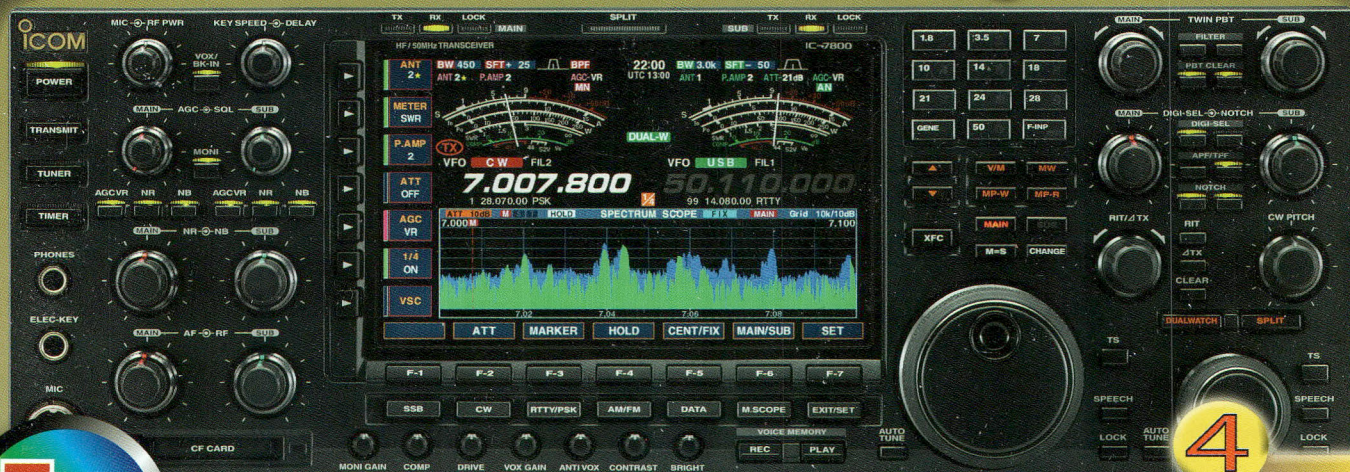 MIC RF PWR KEY SPEED DELAY
TX RX LOCK MAIN SPLIT SUB TX RX LOCK
MAIN TWIN PBT SUB
ICOM
HF/50MHz TRANSCEIVER IC-7800
POWER
VOX/
BK-IN
ANT
2★
BW 450 SFT+ 25 BPF
ANT 2★ P.AMP 2 AGC-VR
MN
22:00
UTC 13:00
BW 3.0k SFT- 50
ANT 1 P.AMP 2 ATT-21dB AGC-VR
AN
1.8 3.5 7
10 14 18
21 24 28
GENE 50 F-INP
FILTER
PBT CLEAR
MAIN AGC SQL SUB
METER
SWR
TRANSMIT
MONI
TUNER
P.AMP
2
TX
DUAL-W
VFO CW FIL2
VFO USB FIL1
7.007.800
50.110.000
1 28.070.00 PSK
1/4
99 14.080.00 RTTY
MAIN DIGI-SEL NOTCH SUB
DIGI-SEL
APF/TPF
NOTCH
V/M MW
MP-W MP-R
AGCVR NR NB AGCVR NR NB
ATT
OFF
TIMER
MAIN NR NB SUB
AGC
VR
ATT 10dB M HOLD SPECTRUM SCOPE FIX MAIN Grid 10k/10dB
7.000 M 7.100
XFC
MAIN SUB
M=S CHANGE
RIT/⊿TX
RIT
⊿TX
CLEAR
CW PITCH
PHONES
1/4
ON
VSC
7.02 7.04 7.06 7.08
ELEC-KEY
MAIN AF RF SUB
ATT MARKER HOLD CENT/FIX MAIN/SUB SET
DUALWATCH SPLIT
F-1 F-2 F-3 F-4 F-5 F-6 F-7
TS
TS
MIC
SSB CW RTTY/PSK AM/FM DATA M.SCOPE EXIT/SET
SPEECH
SPEECH
CF CARD
VOICE MEMORY
REC PLAY
AUTO
TUNE
LOCK
AUTO
TUNE
LOCK
4
MONI GAIN COMP DRIVE VOX GAIN ANTI VOX CONTRAST BRIGHT